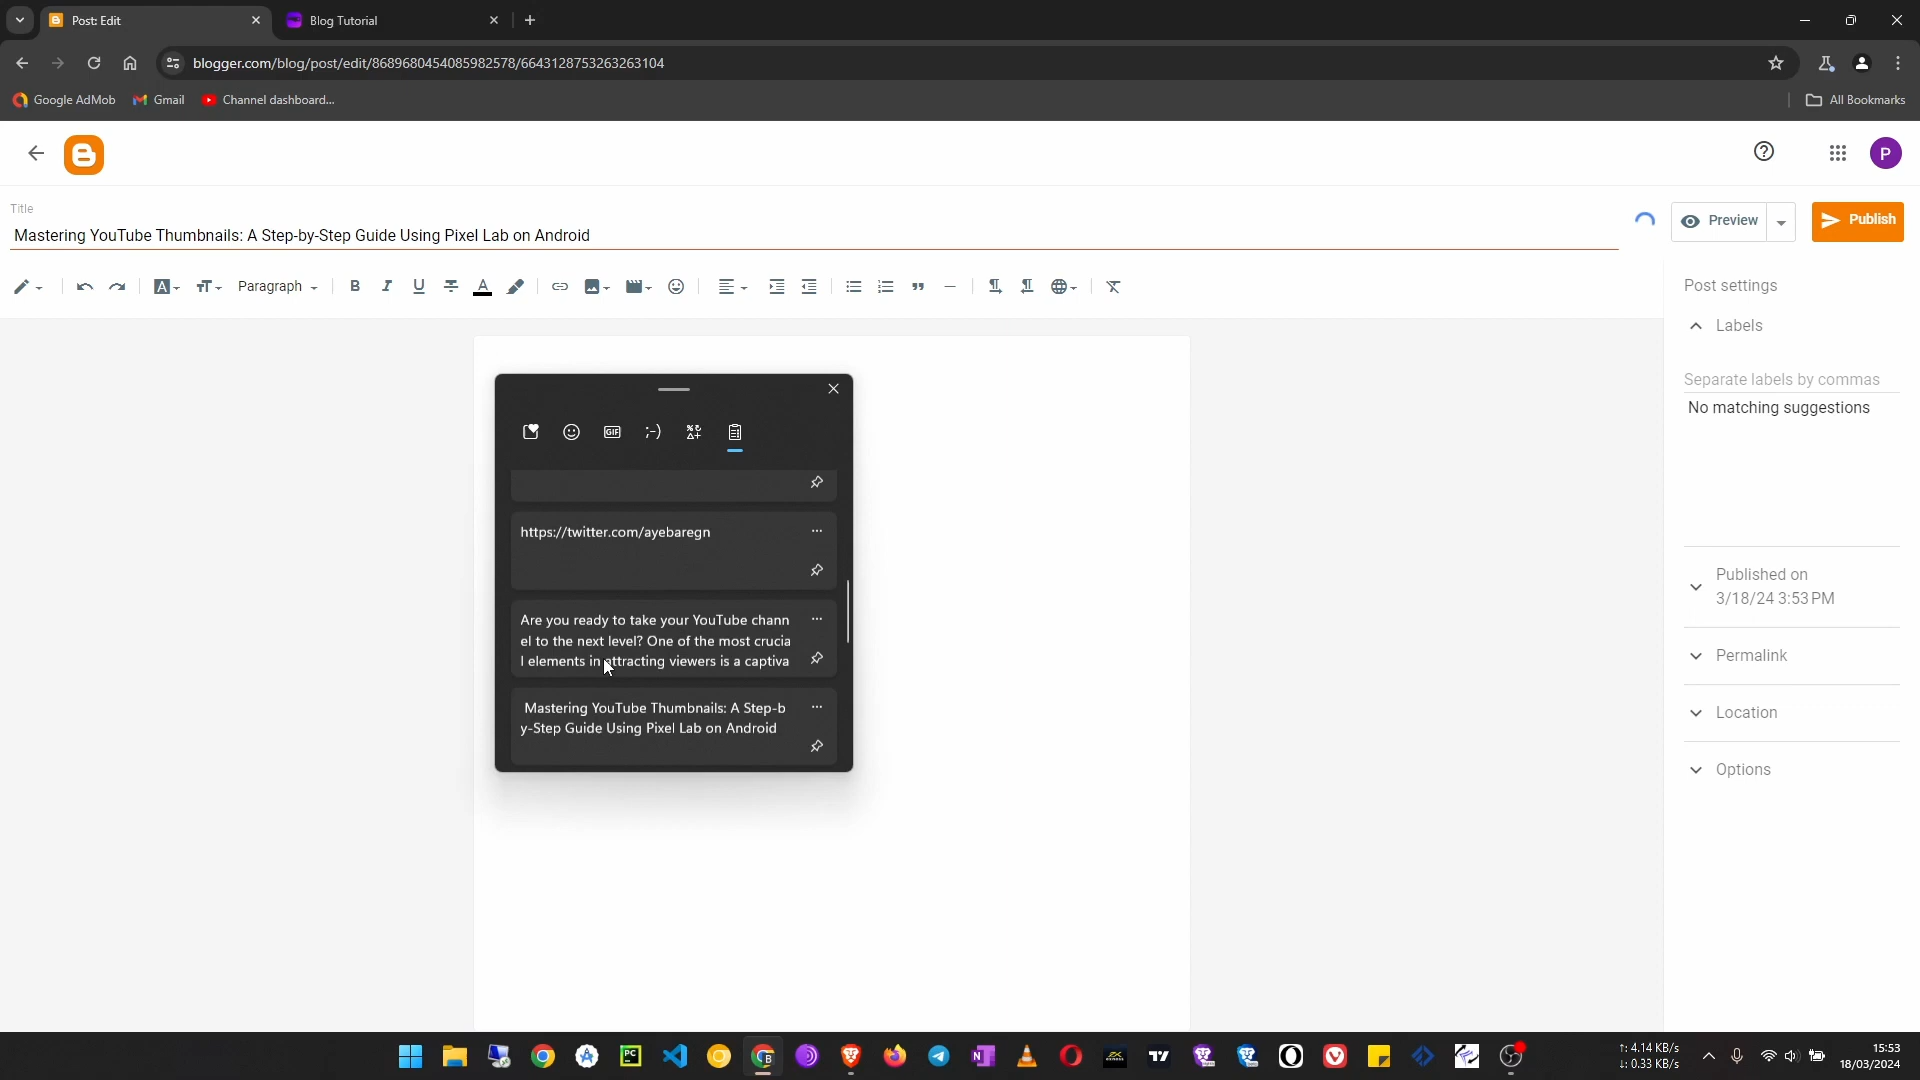 Post: Edit
Blog Tutorial
blogger.com/blog/post/edit/8689680454085982578/6643128753263263104
Google AdMob
Gmail
Channel dashboard...
All Bookmarks
P
Title
Mastering YouTube Thumbnails: A Step-by-Step Guide Using Pixel Lab on Android
Preview
Publish
Paragraph
Post settings
Labels
Separate labels by commas
No matching suggestions
Published on
3/18/24 3:53 PM
Permalink
Location
Options
GIF
https://twitter.com/ayebaregn
Are you ready to take your YouTube chann
el to the next level? One of the most crucia
l elements in attracting viewers is a captiva
Mastering YouTube Thumbnails: A Step-b
y-Step Guide Using Pixel Lab on Android
↑: 4.14 KB/s
↓: 0.33 KB/s
15:53
18/03/2024